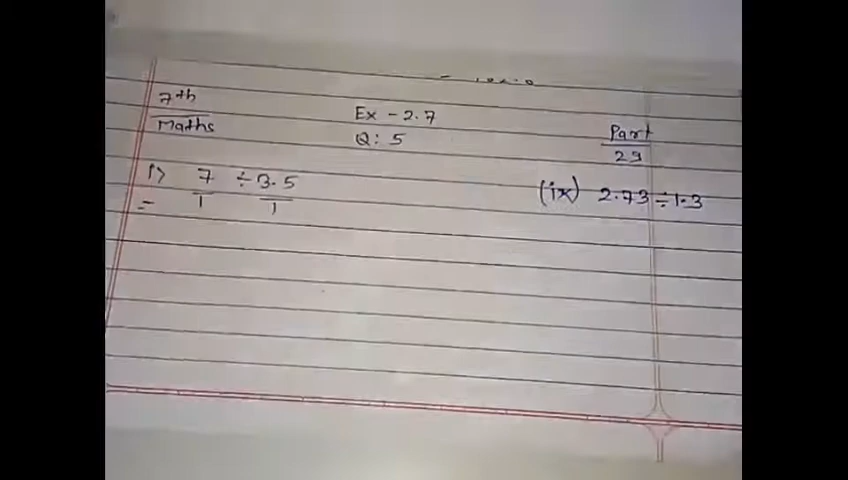 7th
Maths
Ex - 2.7
Q: 5
Part
29
i> 7 ÷ 3.5
= 1 1
(ix) 2.73 ÷ 1.3